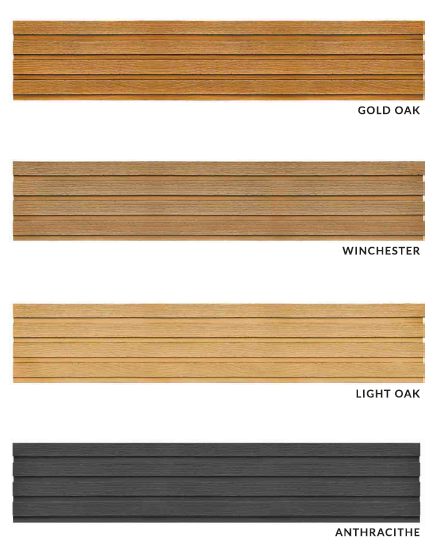 GOLD OAK
WINCHESTER
LIGHT OAK
ANTHRACITHE